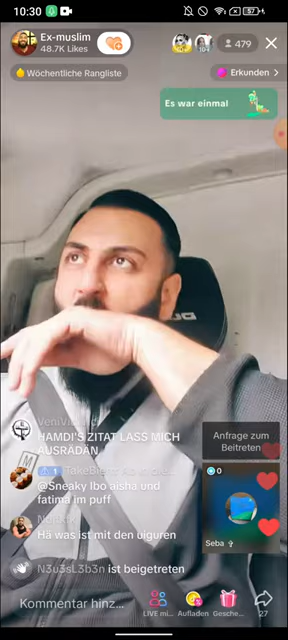 10:30
57
Ex-muslim
48.7K Likes
479
Wöchentliche Rangliste
Erkunden >
Es war einmal
HAMDI'S ZITAT LASS MICH
AUSRÄDAN
@Sneaky Ibo aisha und
fatima im puff
Hä was ist mit den uiguren
N3u3sL3b3n ist beigetreten
Anfrage zum
Beitreten
0
Seba ✞
Kommentar hinz...
LIVE mi...
Aufladen
Gesche...
27